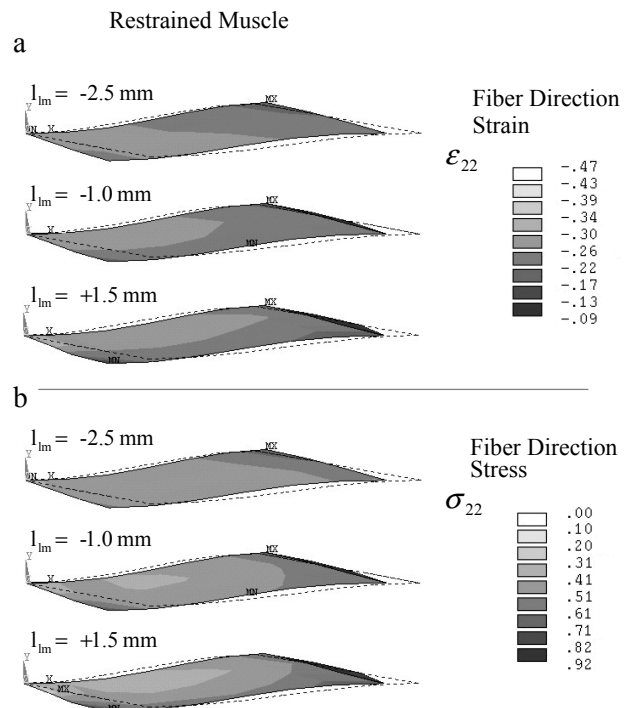 Restrained Muscle
a
l_lm = -2.5 mm
Y
X
MX
l_lm = -1.0 mm
Y
X
MX
MN
l_lm = +1.5 mm
Y
X
MX
MN
Fiber Direction
Strain
ε22
-.47
-.43
-.39
-.34
-.30
-.26
-.22
-.17
-.13
-.09
b
l_lm = -2.5 mm
Y
X
MX
l_lm = -1.0 mm
Y
X
MX
MN
l_lm = +1.5 mm
Y
X
MX
Fiber Direction
Stress
σ22
.00
.10
.20
.31
.41
.51
.61
.71
.82
.92